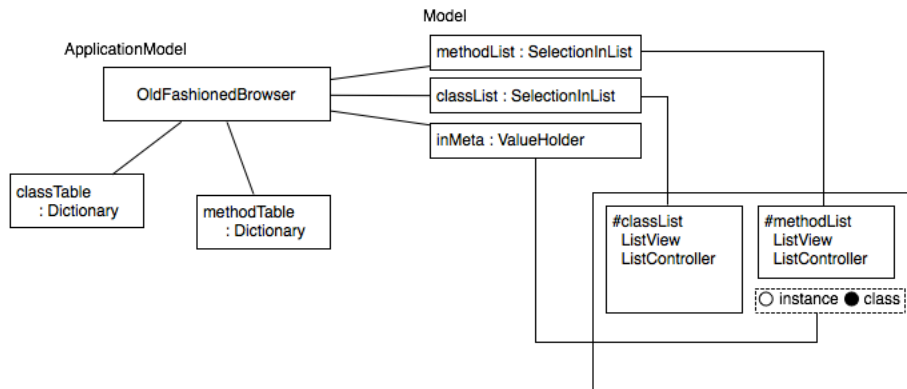 Model
ApplicationModel
methodList : SelectionInList
OldFashionedBrowser
classList : SelectionInList
inMeta : ValueHolder
classTable
: Dictionary
methodTable
: Dictionary
#classList
ListView
ListController
#methodList
ListView
ListController
instance class